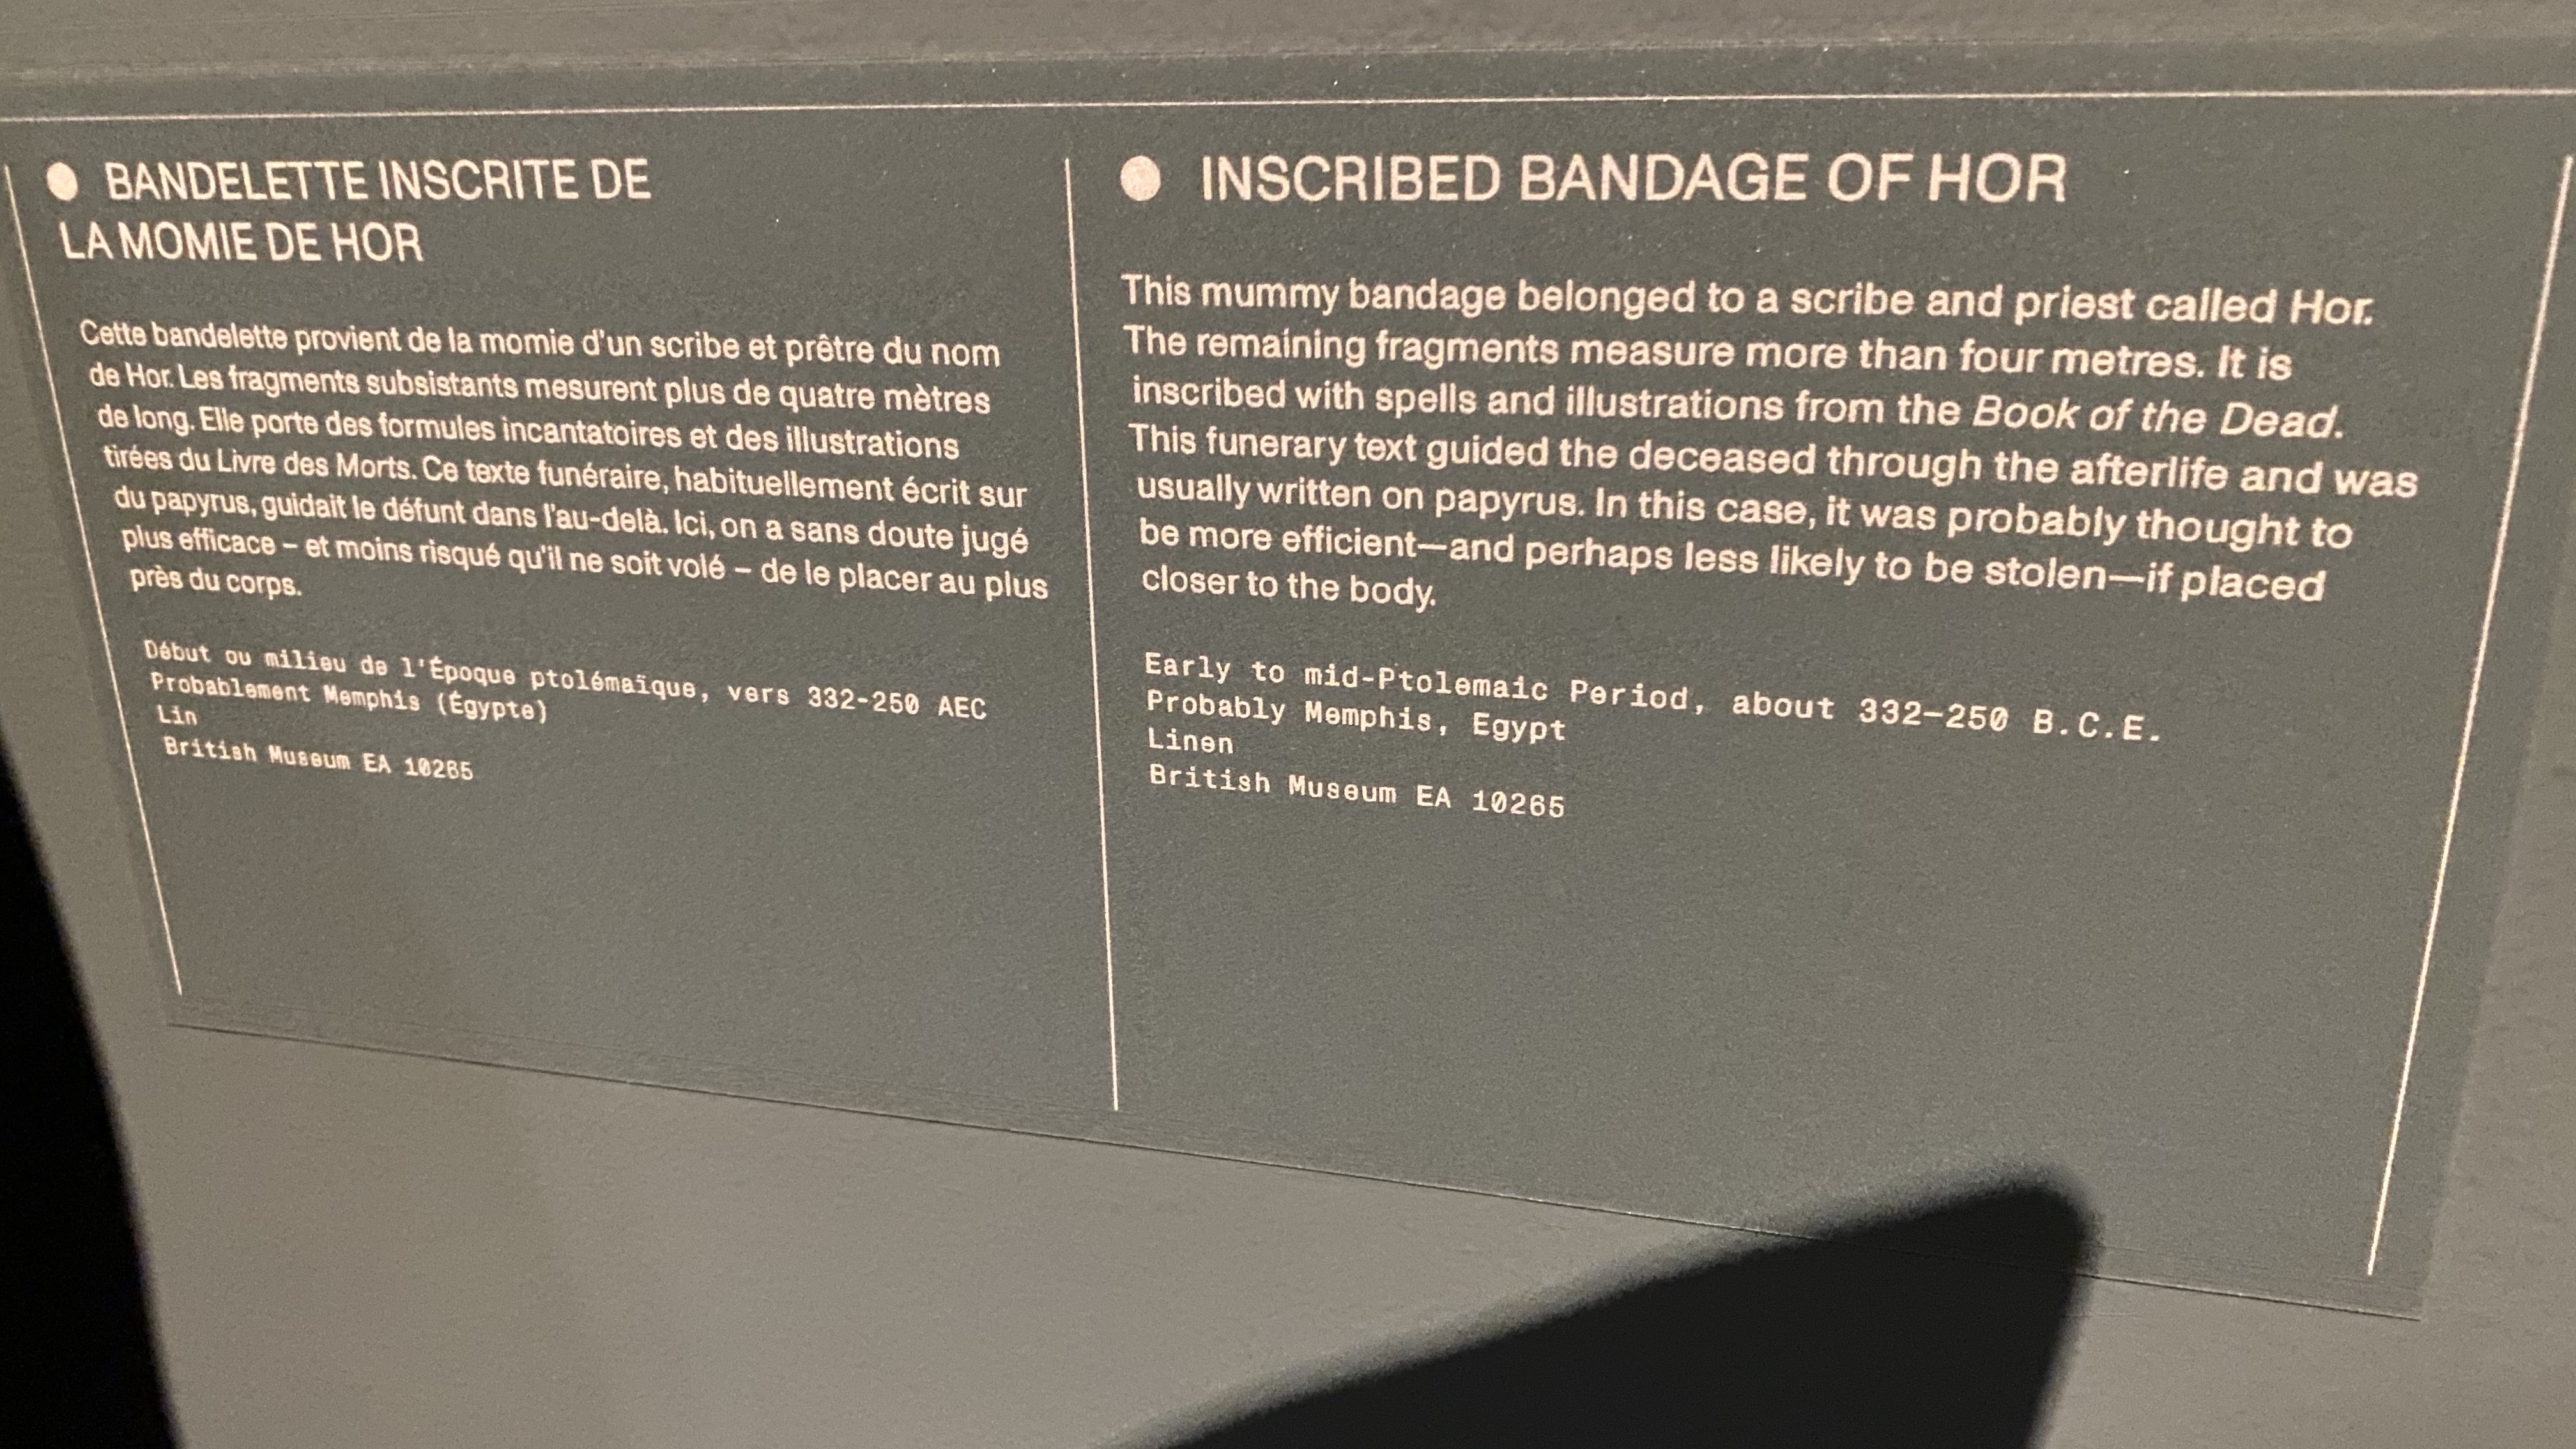 ● BANDELETTE INSCRITE DE
LA MOMIE DE HOR
Cette bandelette provient de la momie d'un scribe et prêtre du nom
de Hor. Les fragments subsistants mesurent plus de quatre mètres
de long. Elle porte des formules incantatoires et des illustrations
tirées du Livre des Morts. Ce texte funéraire, habituellement écrit sur
du papyrus, guidait le défunt dans l'au-delà. Ici, on a sans doute jugé
plus efficace – et moins risqué qu'il ne soit volé – de le placer au plus
près du corps.
Début ou milieu de l'Époque ptolémaïque, vers 332-250 AEC
Probablement Memphis (Égypte)
Lin
British Museum EA 10265
● INSCRIBED BANDAGE OF HOR
This mummy bandage belonged to a scribe and priest called Hor.
The remaining fragments measure more than four metres. It is
inscribed with spells and illustrations from the Book of the Dead.
This funerary text guided the deceased through the afterlife and was
usually written on papyrus. In this case, it was probably thought to
be more efficient—and perhaps less likely to be stolen—if placed
closer to the body.
Early to mid-Ptolemaic Period, about 332–250 B.C.E.
Probably Memphis, Egypt
Linen
British Museum EA 10265